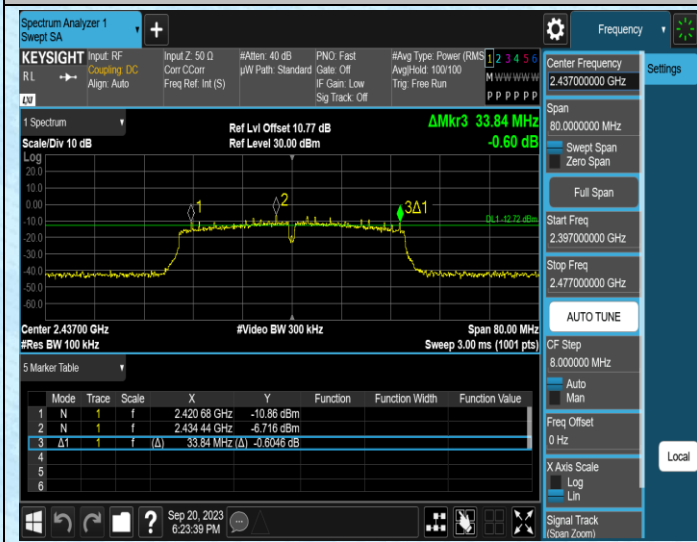 Spectrum Analyzer 1
Swept SA
Frequency
KEYSIGHT
R L
LXI
Input: RF
Coupling: DC
Align: Auto
Input Z: 50 Ω
Corr CCorr
Freq Ref: Int (S)
#Atten: 40 dB
µW Path: Standard
PNO: Fast
Gate: Off
IF Gain: Low
Sig Track: Off
#Avg Type: Power (RMS
Avg|Hold: 100/100
Trig: Free Run
1 2 3 4 5 6
M W W W W W
P P P P P P
1 Spectrum
Scale/Div 10 dB
Ref Lvl Offset 10.77 dB
Ref Level 30.00 dBm
ΔMkr3 33.84 MHz
-0.60 dB
Log
20.0
10.0
0.00
-10.0
-20.0
-30.0
-40.0
-50.0
-60.0
1
2
3Δ1
DL1 -12.72 dBm
Center 2.43700 GHz
#Video BW 300 kHz
Span 80.00 MHz
#Res BW 100 kHz
Sweep 3.00 ms (1001 pts)
5 Marker Table
Mode Trace Scale X Y Function Function Width Function Value
1 N 1 f 2.420 68 GHz -10.86 dBm
2 N 1 f 2.434 44 GHz -6.716 dBm
3 Δ1 1 f (Δ) 33.84 MHz (Δ) -0.6046 dB
4
5
6
Sep 20, 2023
6:23:39 PM
Center Frequency
2.437000000 GHz
Span
80.0000000 MHz
Swept Span
Zero Span
Full Span
Start Freq
2.397000000 GHz
Stop Freq
2.477000000 GHz
AUTO TUNE
CF Step
8.000000 MHz
Auto
Man
Freq Offset
0 Hz
X Axis Scale
Log
Lin
Signal Track
(Span Zoom)
Settings
Local